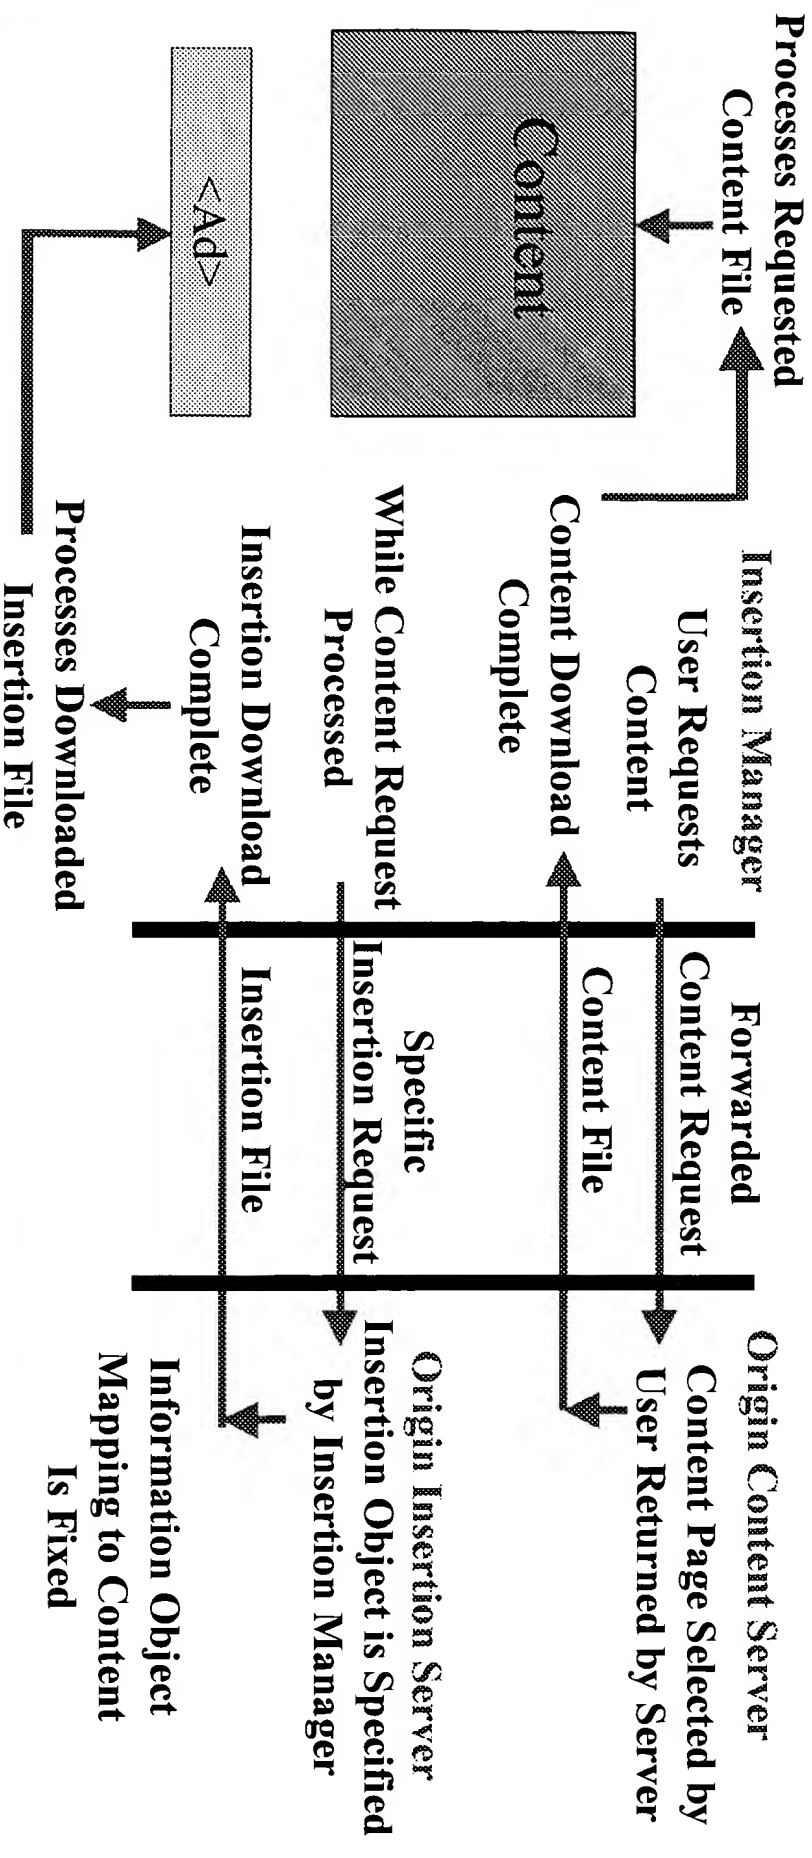 Processes Requested
Content File
Content
<Ad>
Insertion Manager
User Requests
Content
Content Download
Complete
While Content Request
Processed
Insertion Download
Complete
Processes Downloaded
Insertion File
Forwarded
Content Request
Content File
Specific
Insertion Request
Insertion File
Origin Content Server
Content Page Selected by
User Returned by Server
Origin Insertion Server
Insertion Object is Specified
by Insertion Manager
Information Object
Mapping to Content
Is Fixed